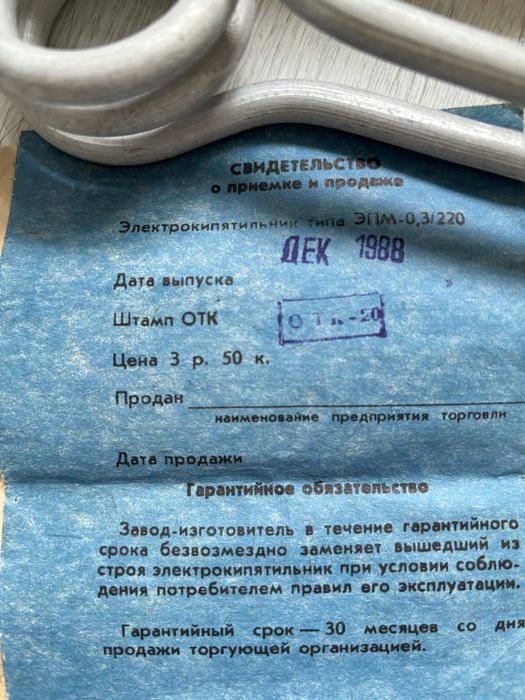 СВИДЕТЕЛЬСТВО
о приемке и продаже
Электрокипятильник типа ЭПМ-0,3/220
ДЕК 1988
Дата выпуска
Штамп ОТК
ОТК-20
Цена 3 р. 50 к.
Продан
наименование предприятия торговли
Дата продажи
Гарантийное обязательство
Завод-изготовитель в течение гарантийного
срока безвозмездно заменяет вышедший из
строя электрокипятильник при условии соблю-
дения потребителем правил его эксплуатации.
Гарантийный срок — 30 месяцев со дня
продажи торгующей организацией.